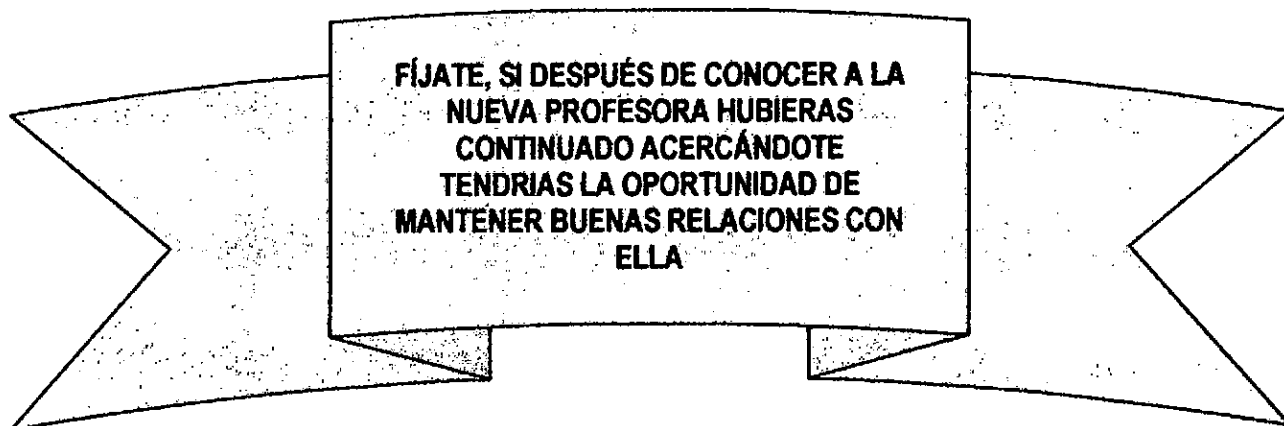 FÍJATE, SI DESPUÉS DE CONOCER A LA
NUEVA PROFESORA HUBIERAS
CONTINUADO ACERCÁNDOTE
TENDRIAS LA OPORTUNIDAD DE
MANTENER BUENAS RELACIONES CON
ELLA